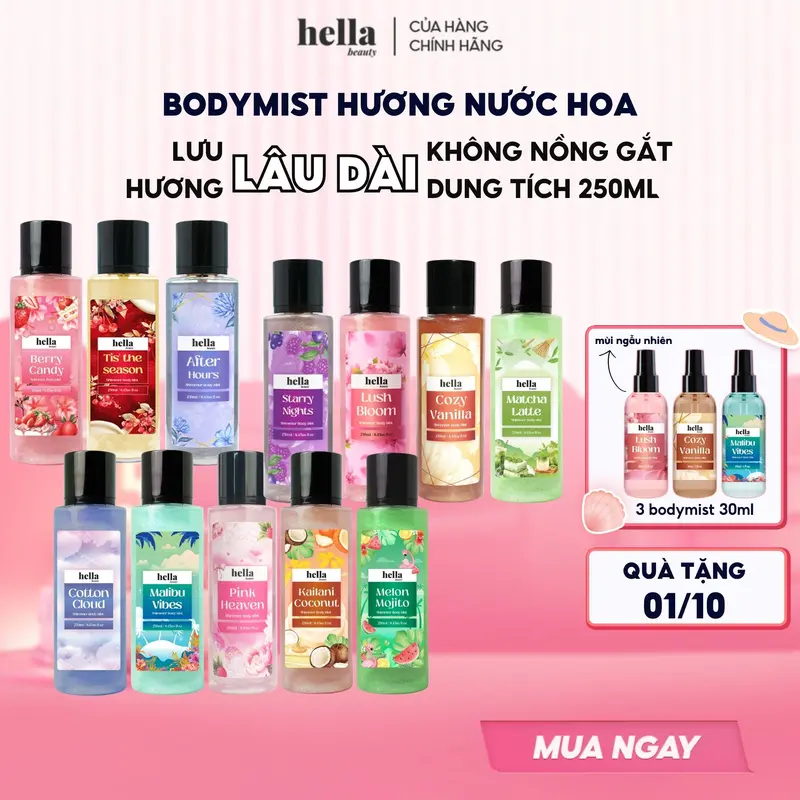 hella
beauty
CỬA HÀNG
CHÍNH HÃNG
BODYMIST HƯƠNG NƯỚC HOA
LƯU
HƯƠNG
LÂU DÀI
KHÔNG NỒNG GẮT
DUNG TÍCH 250ML
hella
Berry
Candy
hella
Tis' the
season
hella
After
Hours
hella
Starry
Nights
hella
Lush
Bloom
hella
Cozy
Vanilla
hella
Matcha
Latte
mùi ngẫu nhiên
hella
Lush
Bloom
hella
Cozy
Vanilla
hella
Malibu
Vibes
3 bodymist 30ml
hella
Cotton
Cloud
hella
Malibu
Vibes
hella
Pink
Heaven
hella
Kailani
Coconut
hella
Melon
Mojito
QUÀ TẶNG
01/10
MUA NGAY